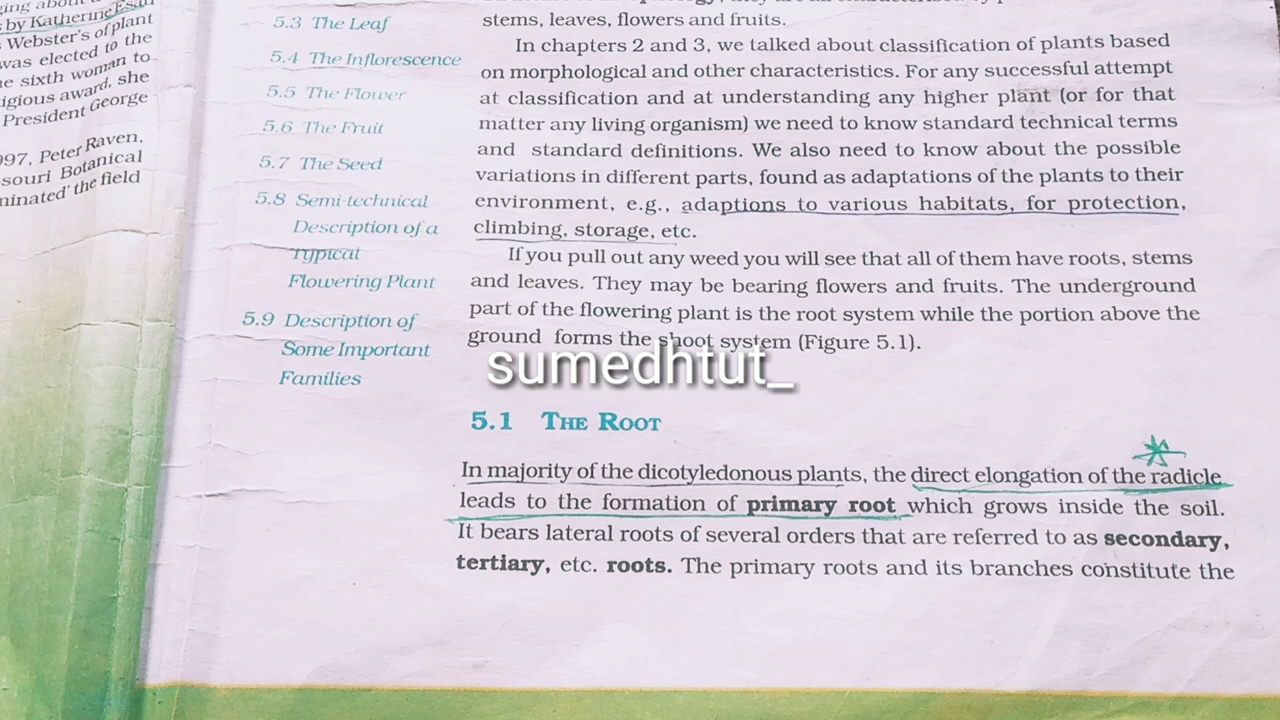 by Katherine Esau
Webster's of plant
was elected to the
sixth woman to
award, she
President George
Peter Raven,
Botanical
the field
5.3 The Leaf
5.4 The Inflorescence
5.5 The Flower
5.6 The Fruit
5.7 The Seed
5.8 Semi-technical
Description of a
Typical
Flowering Plant
5.9 Description of
Some Important
Families
stems, leaves, flowers and fruits.
In chapters 2 and 3, we talked about classification of plants based
on morphological and other characteristics. For any successful attempt
at classification and at understanding any higher plant (or for that
matter any living organism) we need to know standard technical terms
and standard definitions. We also need to know about the possible
variations in different parts, found as adaptations of the plants to their
environment, e.g., adaptions to various habitats, for protection,
climbing, storage, etc.
If you pull out any weed you will see that all of them have roots, stems
and leaves. They may be bearing flowers and fruits. The underground
part of the flowering plant is the root system while the portion above the
ground forms the shoot system (Figure 5.1).
sumedhtut_
5.1 THE ROOT
In majority of the dicotyledonous plants, the direct elongation of the radicle
leads to the formation of primary root which grows inside the soil.
It bears lateral roots of several orders that are referred to as secondary,
tertiary, etc. roots. The primary roots and its branches constitute the